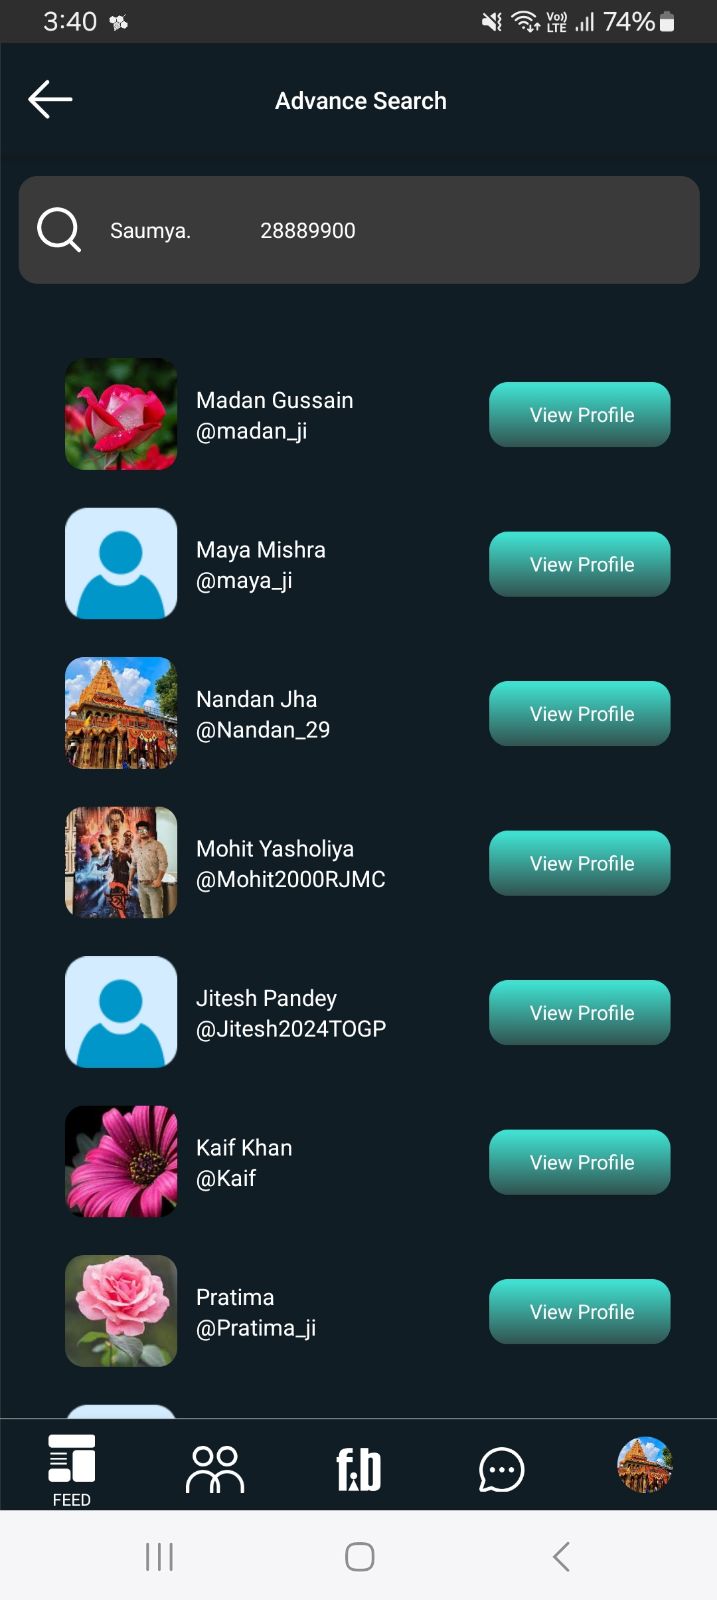 3:40
Vo)) LTE 74%
Advance Search
Saumya. 28889900
Madan Gussain
@madan_ji
View Profile
Maya Mishra
@maya_ji
View Profile
Nandan Jha
@Nandan_29
View Profile
Mohit Yasholiya
@Mohit2000RJMC
View Profile
Jitesh Pandey
@Jitesh2024TOGP
View Profile
Kaif Khan
@Kaif
View Profile
Pratima
@Pratima_ji
View Profile
f.b
FEED